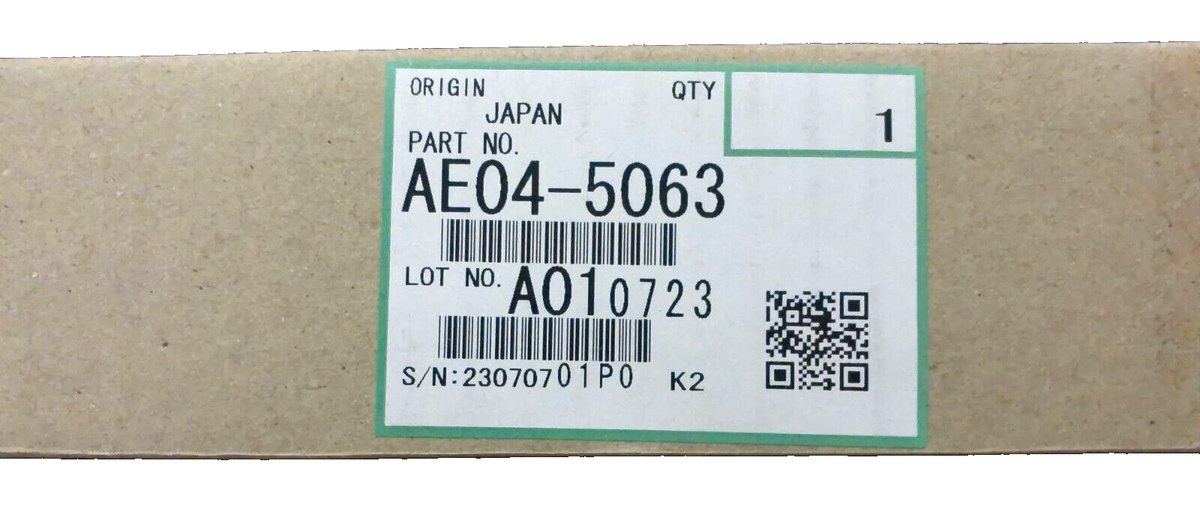 ORIGIN QTY
JAPAN 1
PART NO.
AE04-5063
LOT NO. A010723
S/N:23070701P0 K2